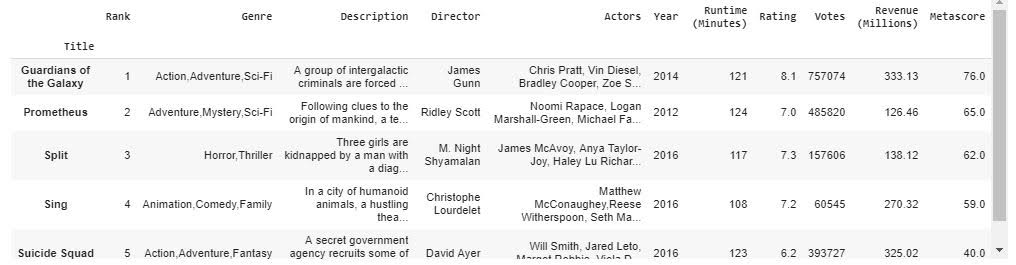 Rank Genre Description Director Actors Year Runtime (Minutes) Rating Votes Revenue (Millions) Metascore
Title
Guardians of the Galaxy 1 Action,Adventure,Sci-Fi A group of intergalactic criminals are forced ... James Gunn Chris Pratt, Vin Diesel, Bradley Cooper, Zoe S... 2014 121 8.1 757074 333.13 76.0
Prometheus 2 Adventure,Mystery,Sci-Fi Following clues to the origin of mankind, a te... Ridley Scott Noomi Rapace, Logan Marshall-Green, Michael Fa... 2012 124 7.0 485820 126.46 65.0
Split 3 Horror,Thriller Three girls are kidnapped by a man with a diag... M. Night Shyamalan James McAvoy, Anya Taylor-Joy, Haley Lu Richar... 2016 117 7.3 157606 138.12 62.0
Sing 4 Animation,Comedy,Family In a city of humanoid animals, a hustling thea... Christophe Lourdelet Matthew McConaughey,Reese Witherspoon, Seth Ma... 2016 108 7.2 60545 270.32 59.0
Suicide Squad 5 Action,Adventure,Fantasy A secret government agency recruits some of David Ayer Will Smith, Jared Leto, Margot Robbie, Viola D... 2016 123 6.2 393727 325.02 40.0